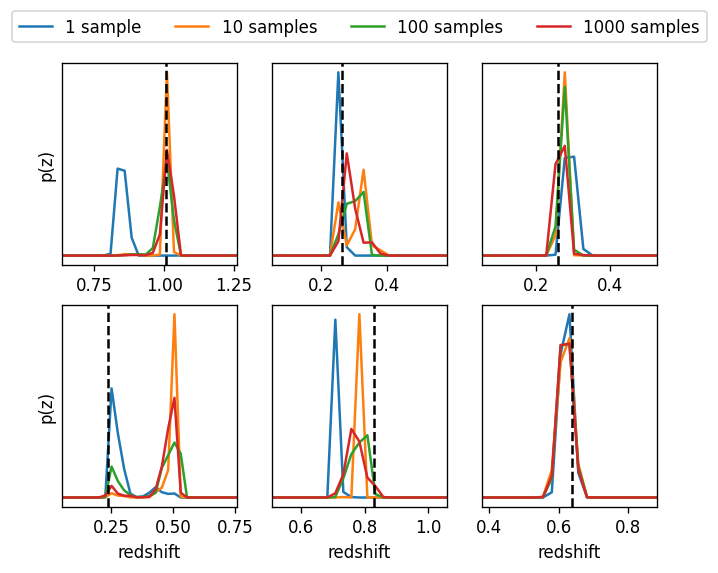 1 sample 10 samples 100 samples 1000 samples
p(z)
0.75 1.00 1.25
0.2 0.4
0.2 0.4
p(z)
0.25 0.50 0.75
0.6 0.8 1.0
0.4 0.6 0.8
redshift redshift redshift